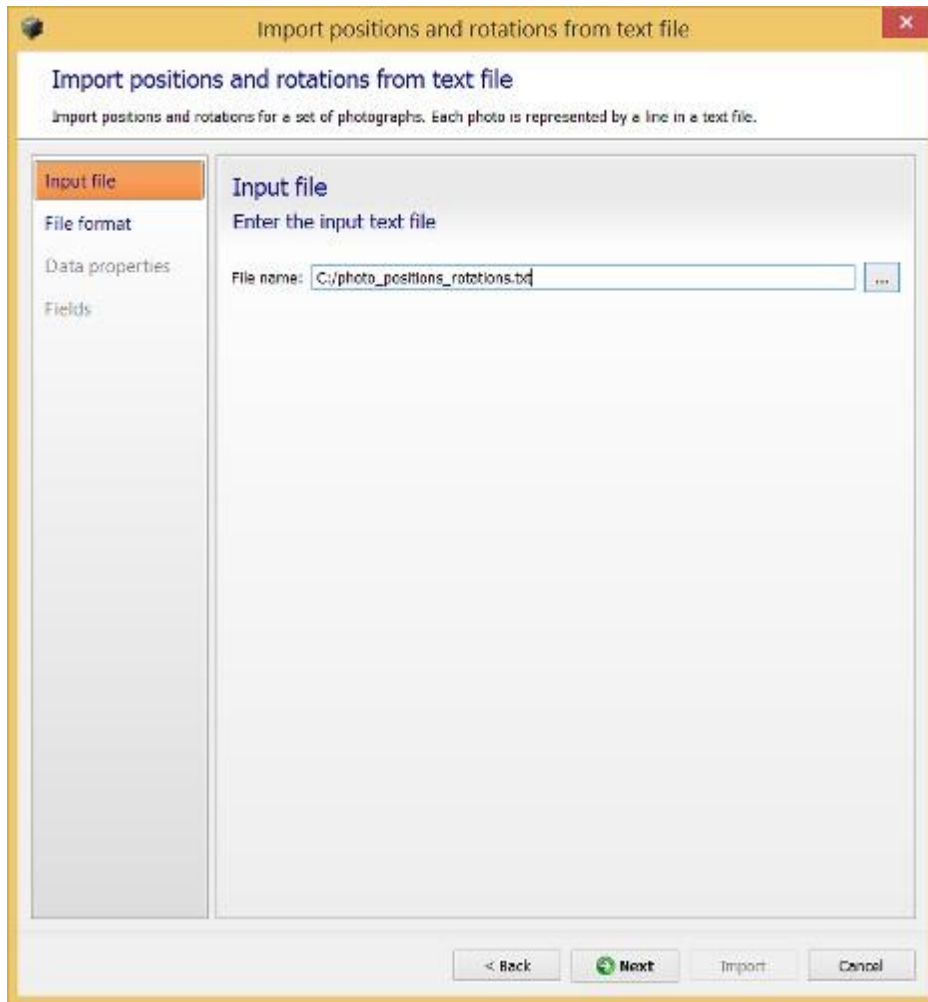 Import positions and rotations from text file
Import positions and rotations from text file
Import positions and rotations for a set of photographs. Each photo is represented by a line in a text file.
Input file
File format
Data properties
Fields
Input file
Enter the input text file
File name: C:/photo_positions_rotations.txt
...
< Back
Next
Import
Cancel